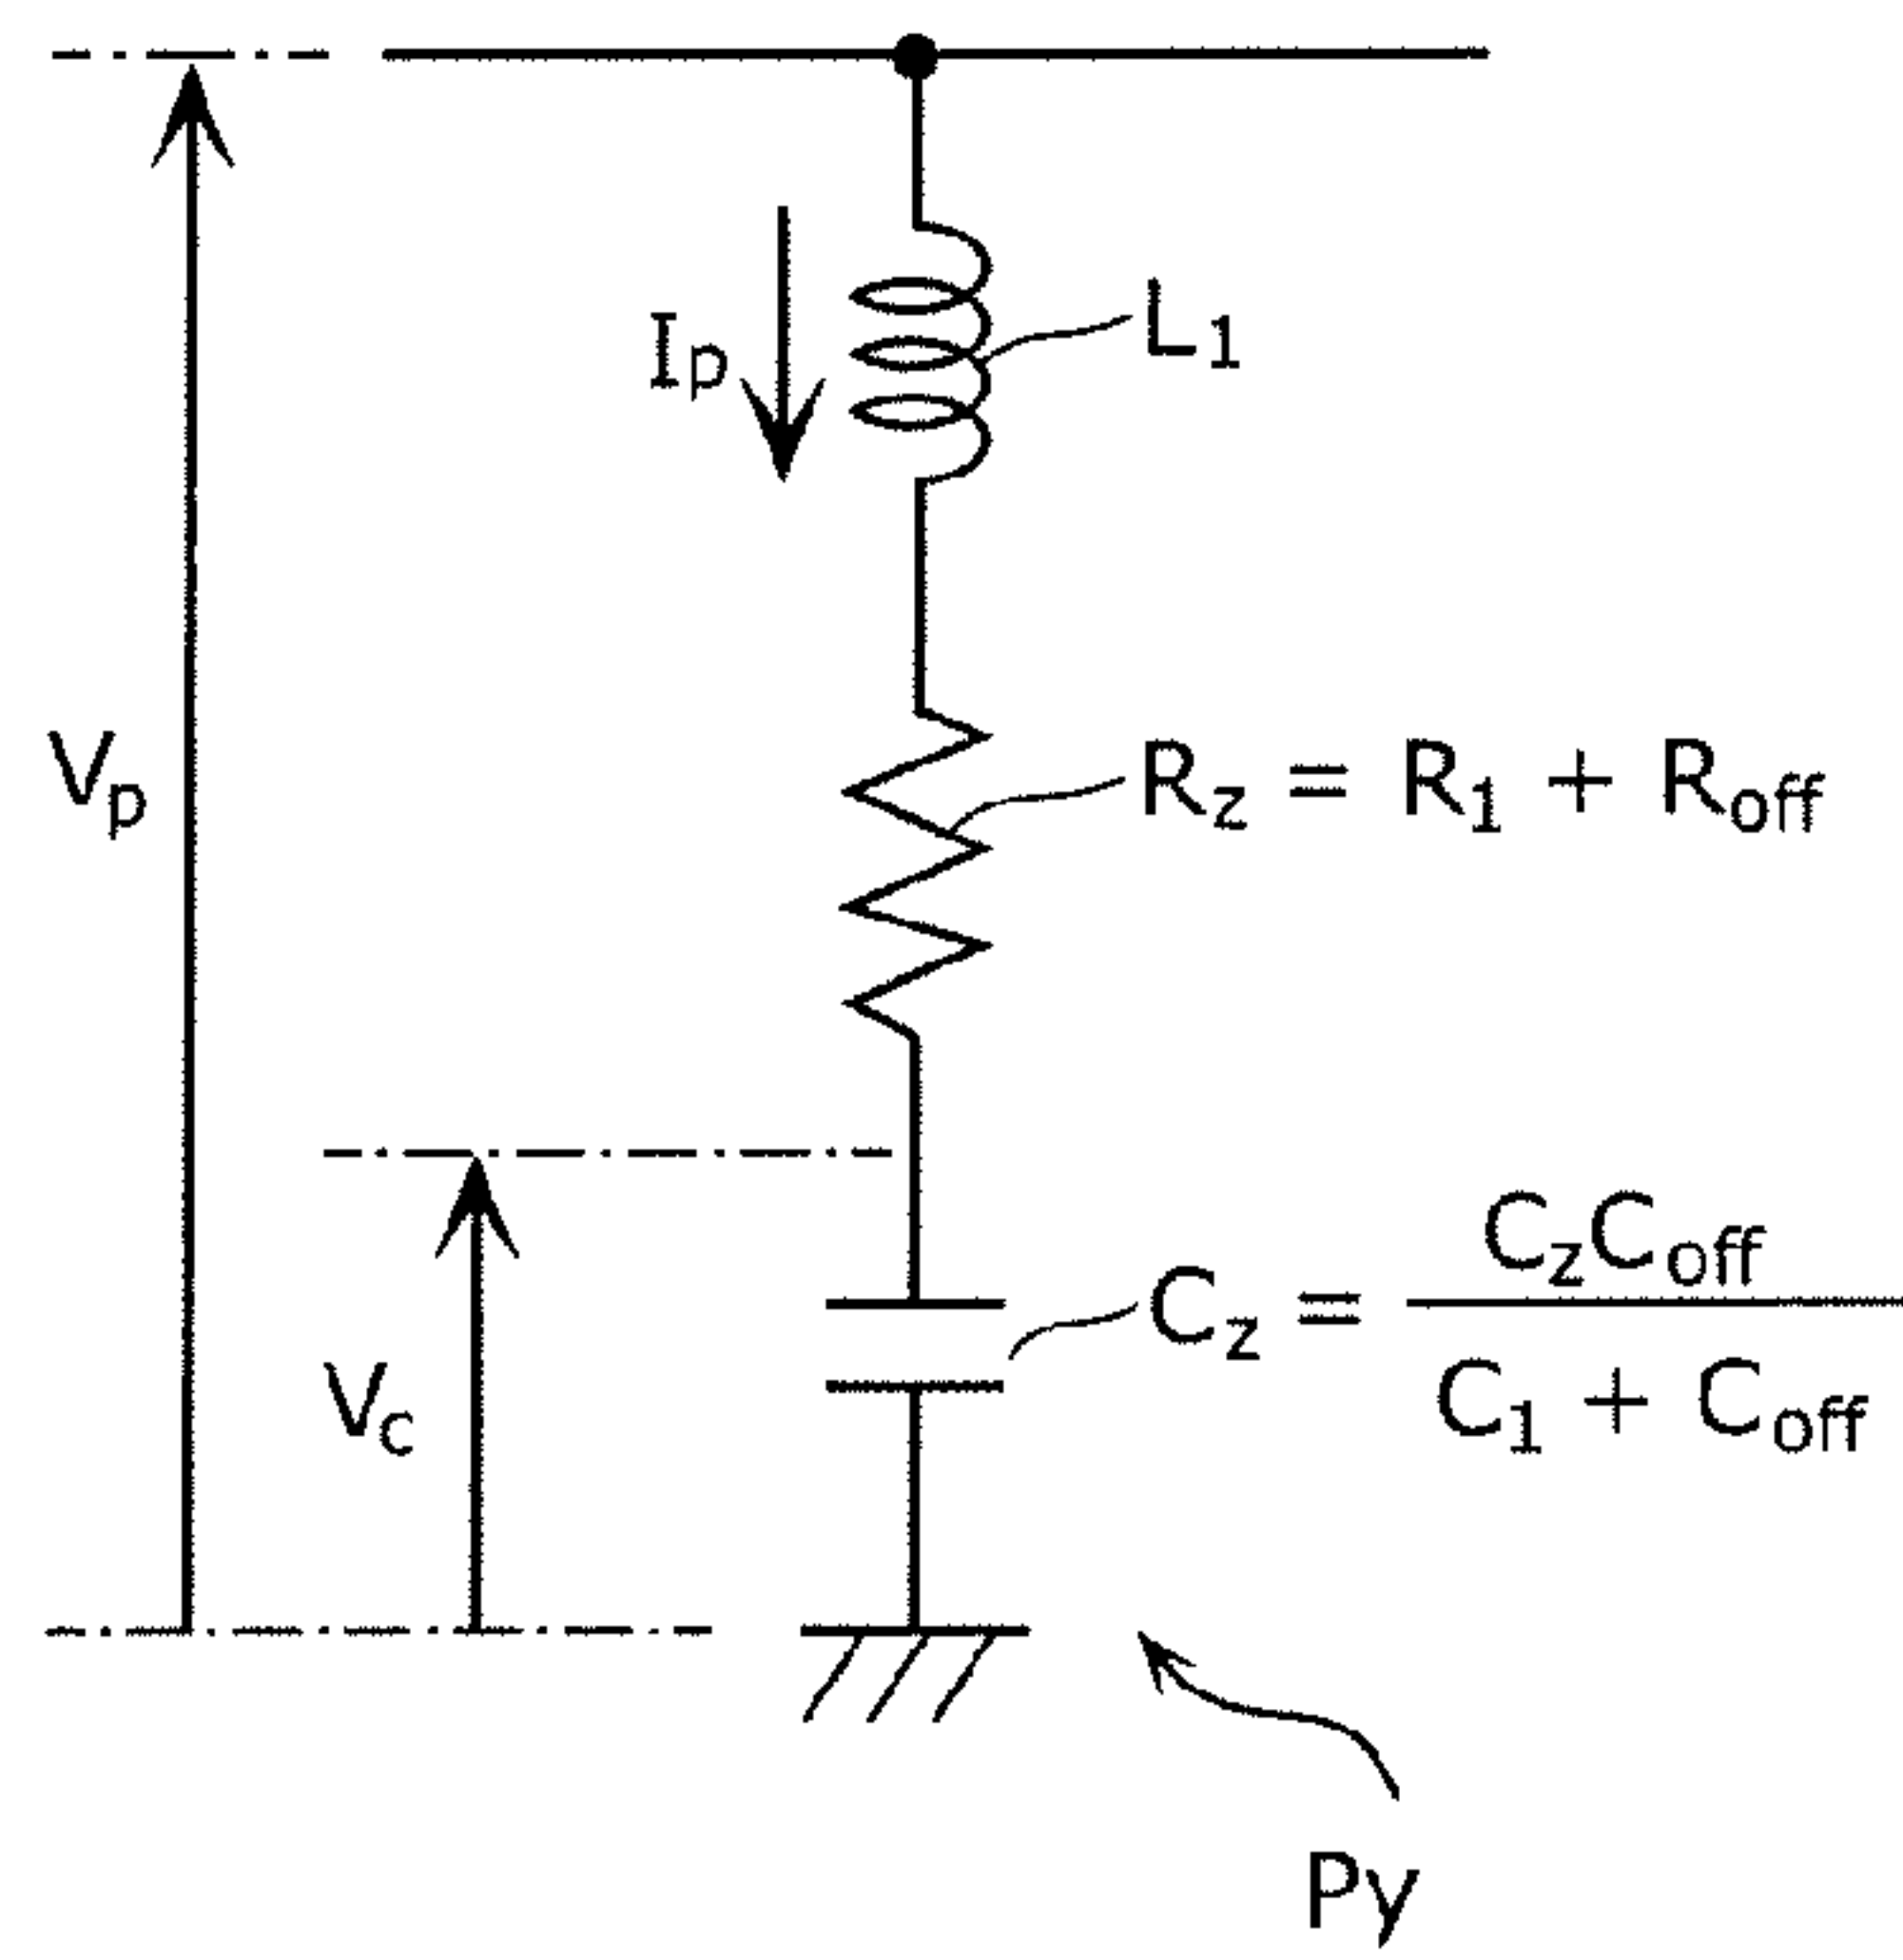 Ip
L1
Vp
Rz = R1 + Roff
Cz = CzCoff
C1 + Coff
Vc
Py